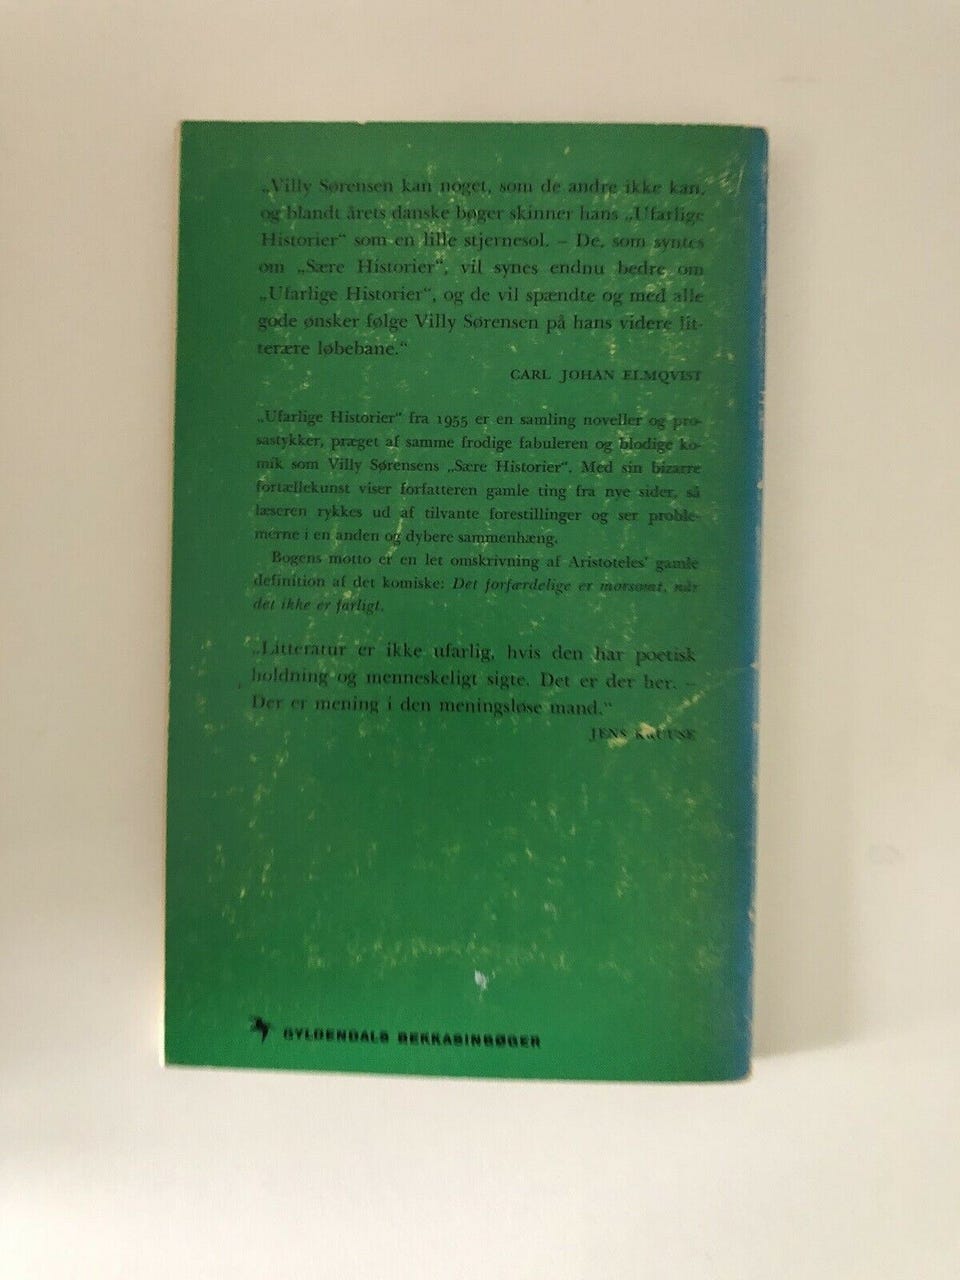 „Villy Sørensen kan noget, som de andre ikke kan,
og blandt årets danske bøger skinner hans „Ufarlige
Historier“ som en lille stjernesol. – De, som syntes
om „Sære Historier“, vil synes endnu bedre om
„Ufarlige Historier“, og de vil spændte og med alle
gode ønsker følge Villy Sørensen på hans videre lit-
terære løbebane.“
CARL JOHAN ELMQVIST
„Ufarlige Historier“ fra 1955 er en samling noveller og pro-
sastykker, præget af samme frodige fabuleren og blodige ko-
mik som Villy Sørensens „Sære Historier“. Med sin bizarre
fortællekunst viser forfatteren gamle ting fra nye sider, så
læseren rykkes ud af tilvante forestillinger og ser proble-
merne i en anden og dybere sammenhæng.
Bogens motto er en let omskrivning af Aristoteles’ gamle
definition af det komiske: Det forfærdelige er morsomt, når
det ikke er farligt.
„Litteratur er ikke ufarlig, hvis den har poetisk
holdning og menneskeligt sigte. Det er der her. –
Der er mening i den meningsløse mand.“
JENS KRUUSE
GYLDENDALS BEKKASINBØGER